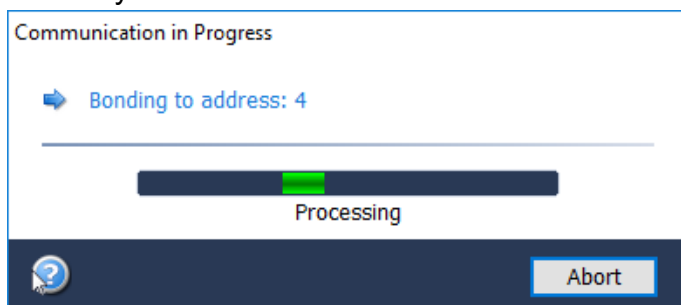 Communication in Progress
Bonding to address: 4
Processing
?
Abort